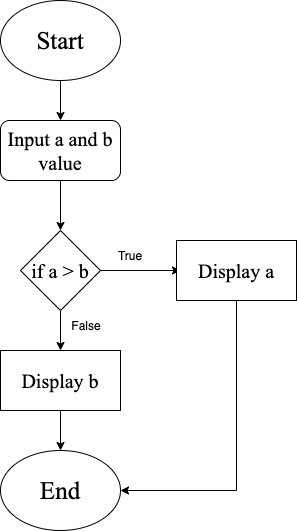 Start
Input a and b
value
if a > b
True
Display a
False
Display b
End